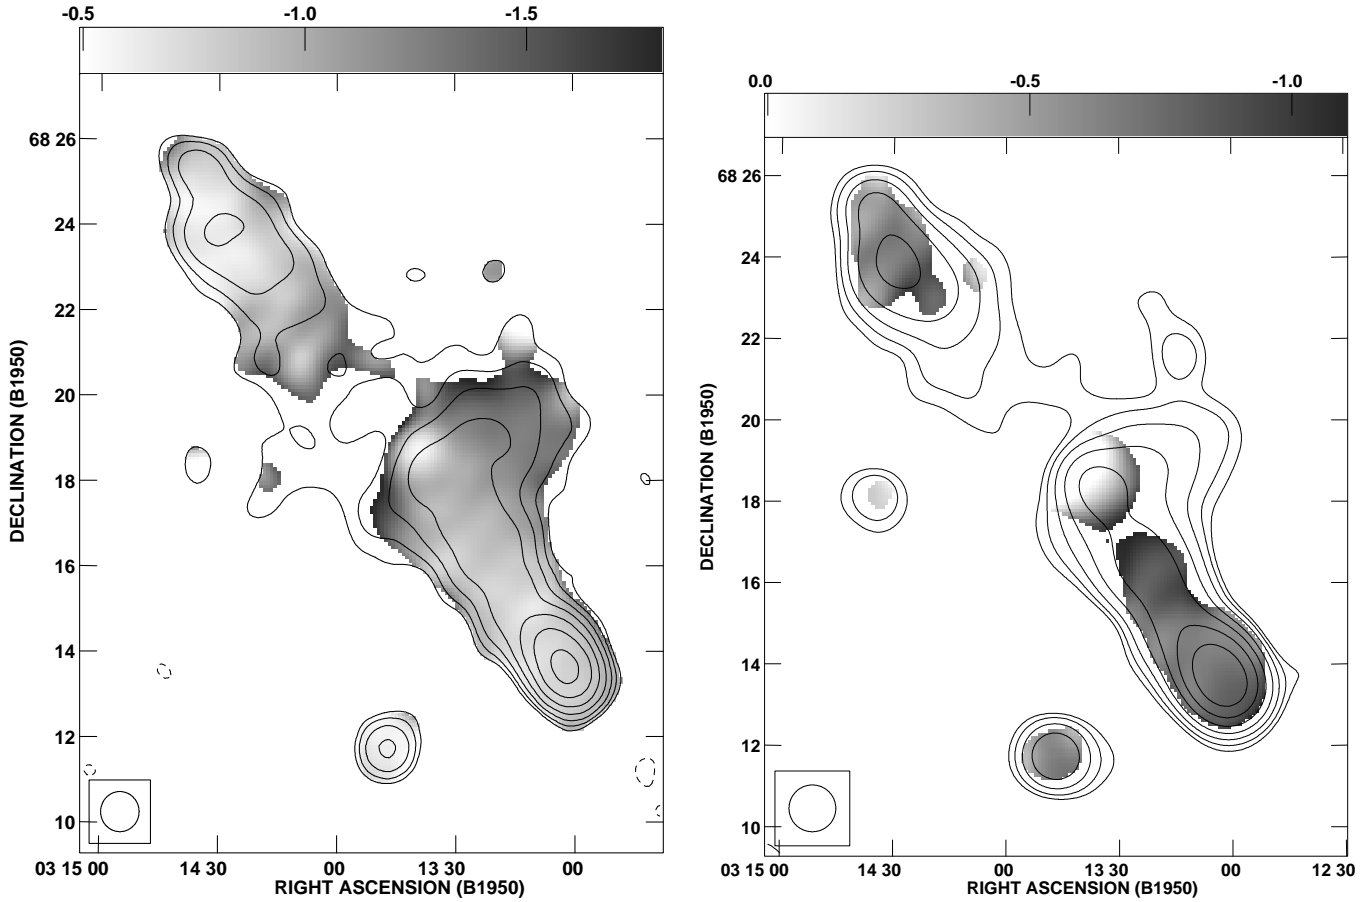 -0.5 -1.0 -1.5
68 26
24
22
20
18
16
14
12
10
DECLINATION (B1950)
03 15 00 14 30 00 13 30 00
RIGHT ASCENSION (B1950)
0.0 -0.5 -1.0
68 26
24
22
20
18
16
14
12
10
DECLINATION (B1950)
03 15 00 14 30 00 13 30 00 12 30
RIGHT ASCENSION (B1950)